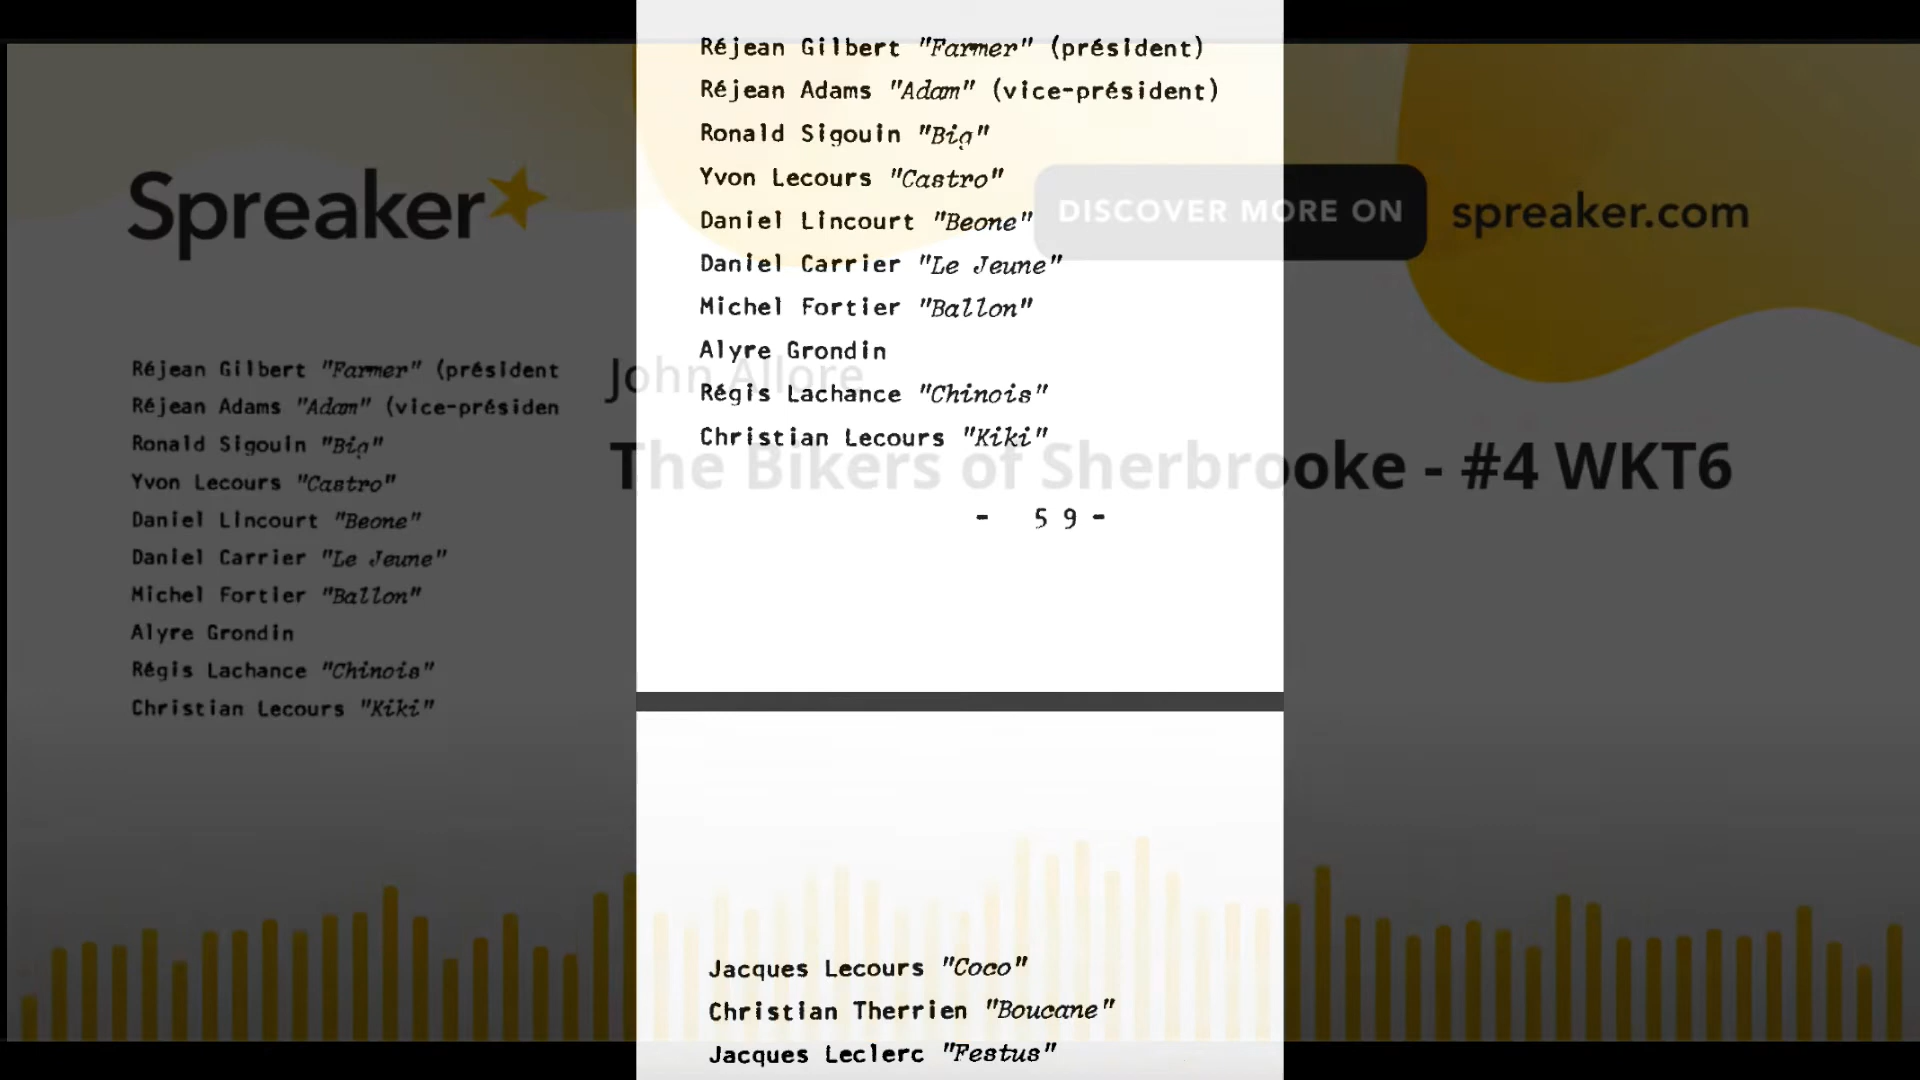 Spreaker
DISCOVER MORE ON
spreaker.com
Réjean Gilbert "Farmer" (président
Réjean Adams "Adam" (vice-présiden
Ronald Sigouin "Big"
Yvon Lecours "Castro"
Daniel Lincourt "Beone"
Daniel Carrier "Le Jeune"
Michel Fortier "Ballon"
Alyre Grondin
Régis Lachance "Chinois"
Christian Lecours "Kiki"
John Allore
The Bikers of Sherbrooke - #4 WKT6
Réjean Gilbert "Farmer" (président)
Réjean Adams "Adam" (vice-président)
Ronald Sigouin "Big"
Yvon Lecours "Castro"
Daniel Lincourt "Beone"
Daniel Carrier "Le Jeune"
Michel Fortier "Ballon"
Alyre Grondin
Régis Lachance "Chinois"
Christian Lecours "Kiki"
- 59 -
Jacques Lecours "Coco"
Christian Therrien "Boucane"
Jacques Leclerc "Festus"